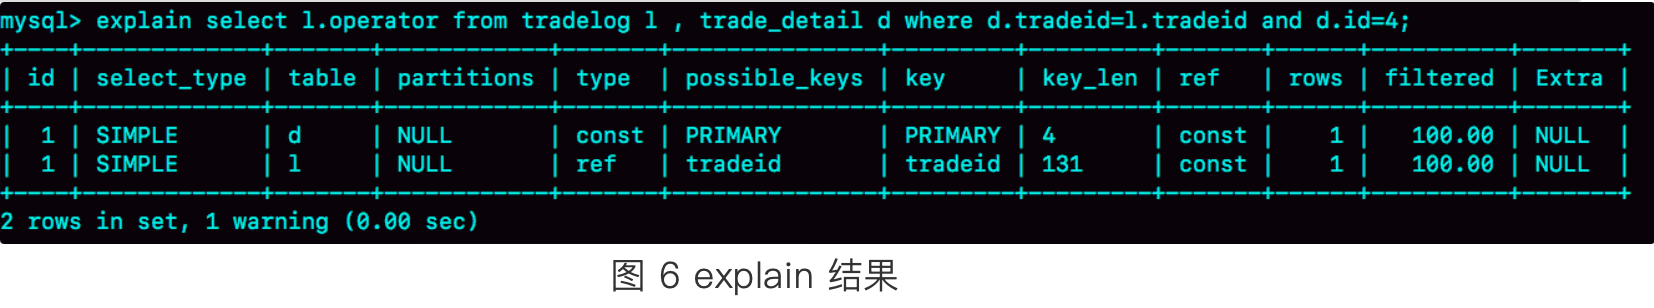 mysql> explain select l.operator from tradelog l , trade_detail d where d.tradeid=l.tradeid and d.id=4;
+----+-------------+-------+------------+-------+---------------+---------+---------+-------+------+----------+-------+
| id | select_type | table | partitions | type  | possible_keys | key     | key_len | ref   | rows | filtered | Extra |
+----+-------------+-------+------------+-------+---------------+---------+---------+-------+------+----------+-------+
|  1 | SIMPLE      | d     | NULL       | const | PRIMARY       | PRIMARY | 4       | const |    1 |   100.00 | NULL  |
|  1 | SIMPLE      | l     | NULL       | ref   | tradeid       | tradeid | 131     | const |    1 |   100.00 | NULL  |
+----+-------------+-------+------------+-------+---------------+---------+---------+-------+------+----------+-------+
2 rows in set, 1 warning (0.00 sec)
图 6 explain 结果